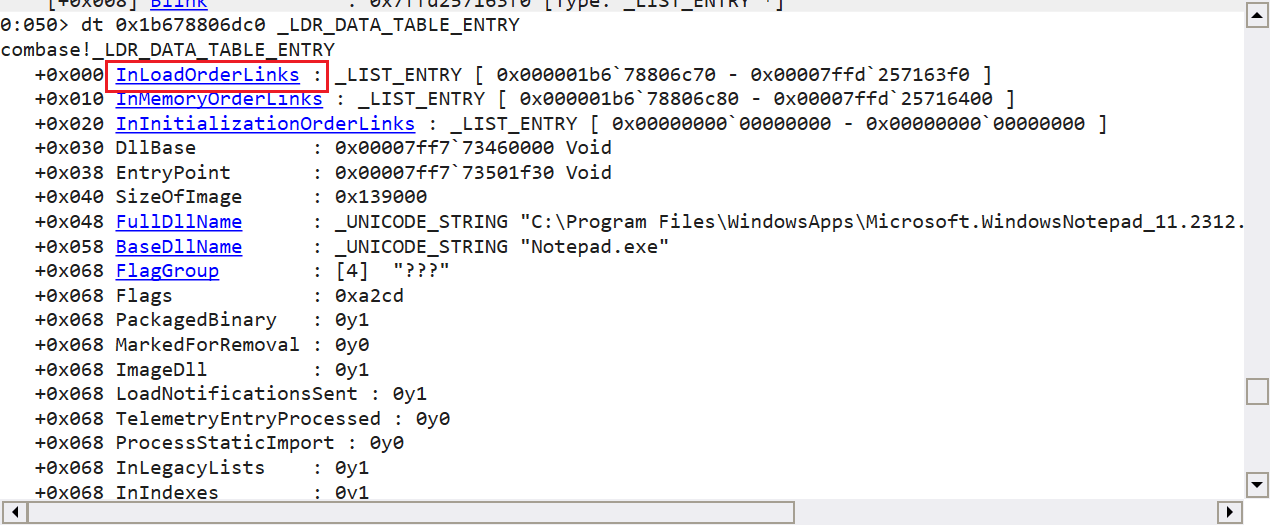 [+0x008] Blink : 0x7ffd257163f0 [Type: _LIST_ENTRY *]
0:050> dt 0x1b678806dc0 _LDR_DATA_TABLE_ENTRY
combase!_LDR_DATA_TABLE_ENTRY
+0x000 InLoadOrderLinks : _LIST_ENTRY [ 0x000001b6`78806c70 - 0x00007ffd`257163f0 ]
+0x010 InMemoryOrderLinks : _LIST_ENTRY [ 0x000001b6`78806c80 - 0x00007ffd`25716400 ]
+0x020 InInitializationOrderLinks : _LIST_ENTRY [ 0x00000000`00000000 - 0x00000000`00000000 ]
+0x030 DllBase : 0x00007ff7`73460000 Void
+0x038 EntryPoint : 0x00007ff7`73501f30 Void
+0x040 SizeOfImage : 0x139000
+0x048 FullDllName : _UNICODE_STRING "C:\Program Files\WindowsApps\Microsoft.WindowsNotepad_11.2312.
+0x058 BaseDllName : _UNICODE_STRING "Notepad.exe"
+0x068 FlagGroup : [4] "???"
+0x068 Flags : 0xa2cd
+0x068 PackagedBinary : 0y1
+0x068 MarkedForRemoval : 0y0
+0x068 ImageDll : 0y1
+0x068 LoadNotificationsSent : 0y1
+0x068 TelemetryEntryProcessed : 0y0
+0x068 ProcessStaticImport : 0y0
+0x068 InLegacyLists : 0y1
+0x068 InIndexes : 0y1